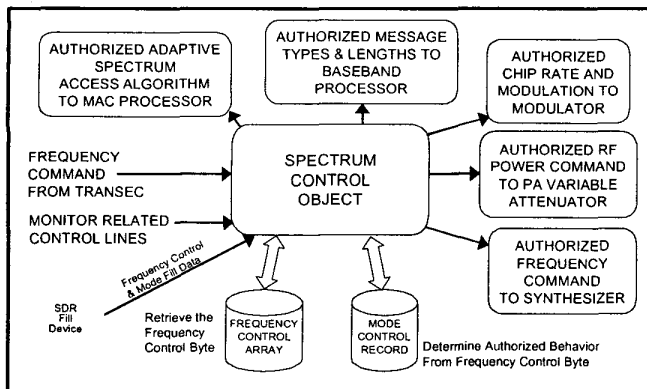 AUTHORIZED ADAPTIVE
SPECTRUM
ACCESS ALGORITHM
TO MAC PROCESSOR
AUTHORIZED MESSAGE
TYPES & LENGTHS TO
BASEBAND
PROCESSOR
AUTHORIZED
CHIP RATE AND
MODULATION TO
MODULATOR
FREQUENCY
COMMAND
FROM TRANSEC
SPECTRUM
CONTROL
OBJECT
AUTHORIZED RF
POWER COMMAND
TO PA VARIABLE
ATTENUATOR
MONITOR RELATED
CONTROL LINES
AUTHORIZED
FREQUENCY
COMMAND
TO SYNTHESIZER
Frequency Control
& Mode Fill Data
SDR
Fill
Device
Retrieve the
Frequency
Control Byte
FREQUENCY
CONTROL
ARRAY
MODE
CONTROL
RECORD
Determine Authorized Behavior
From Frequency Control Byte